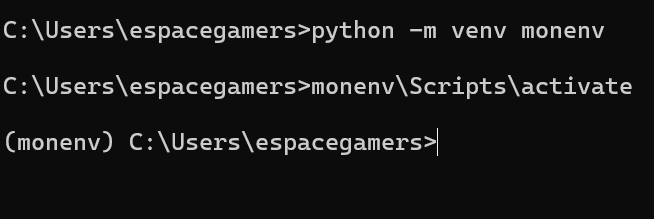 C:\Users\espacegamers>python -m venv monenv
C:\Users\espacegamers>monenv\Scripts\activate
(monenv) C:\Users\espacegamers>